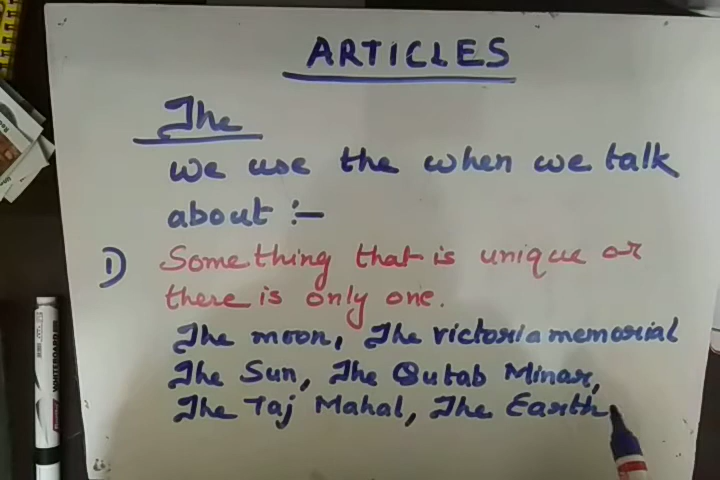 ARTICLES
The
We use the when we talk
about :-
1) Something that is unique or
there is only one.
The moon, The victoria memorial
The Sun, The Qutab Minar,
The Taj Mahal, The Earth
WHITEBOARD